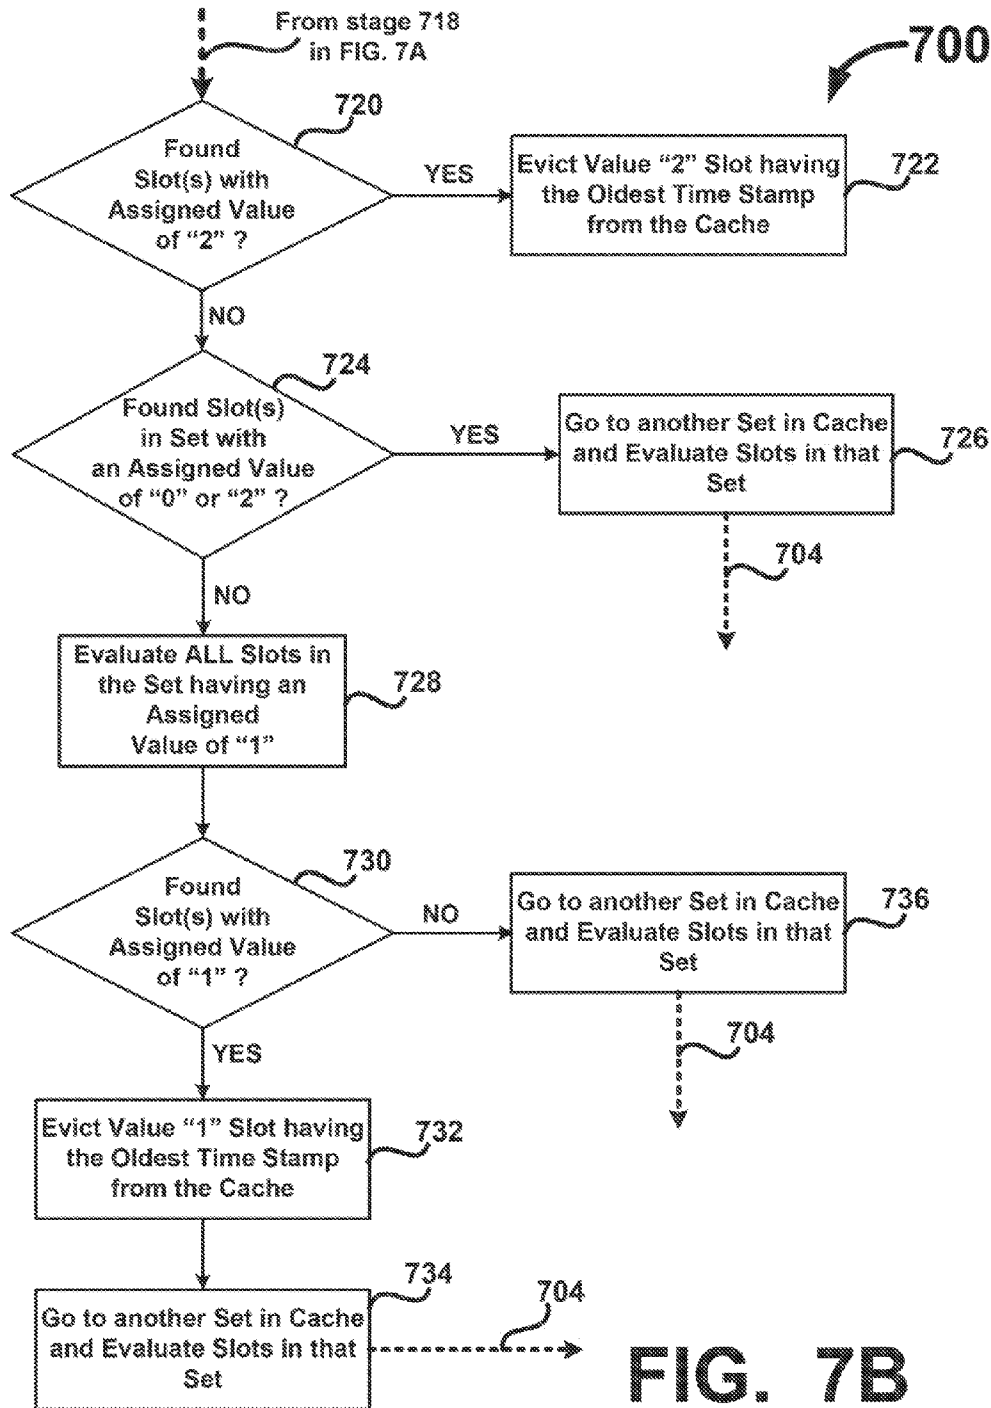 From stage 718
in FIG. 7A
700
720
Found
Slot(s) with
Assigned Value
of “2” ?
YES
Evict Value “2” Slot having
the Oldest Time Stamp
from the Cache
722
NO
724
Found Slot(s)
in Set with
an Assigned Value
of “0” or “2” ?
YES
Go to another Set in Cache
and Evaluate Slots in that
Set
726
704
NO
Evaluate ALL Slots in
the Set having an
Assigned
Value of “1”
728
730
Found
Slot(s) with
Assigned Value
of “1” ?
NO
Go to another Set in Cache
and Evaluate Slots in that
Set
736
704
YES
Evict Value “1” Slot having
the Oldest Time Stamp
from the Cache
732
734
Go to another Set in Cache
and Evaluate Slots in that
Set
704
FIG. 7B